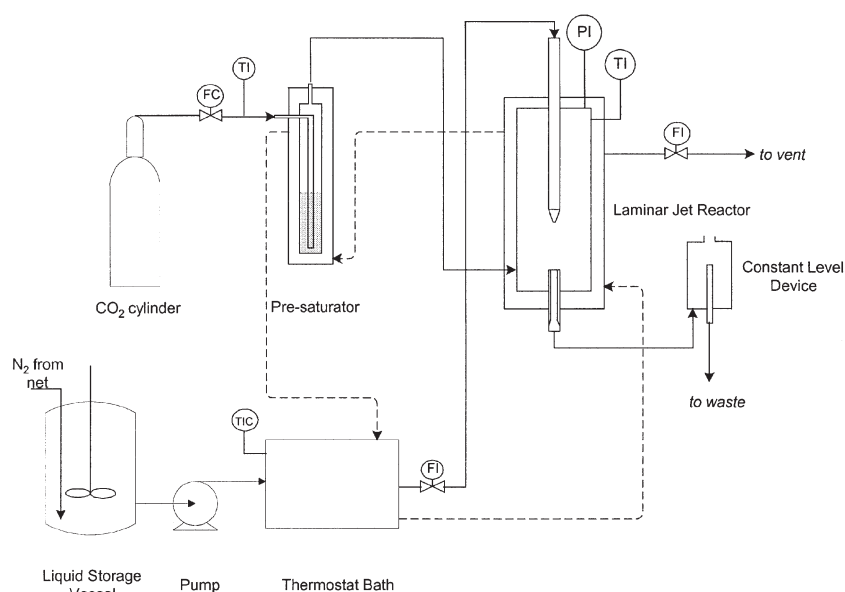 PI
TI
TI
FC
FI
to vent
Laminar Jet Reactor
Constant Level
Device
CO2 cylinder
Pre-saturator
N2 from
net
to waste
TIC
FI
Liquid Storage
Vessel
Pump
Thermostat Bath